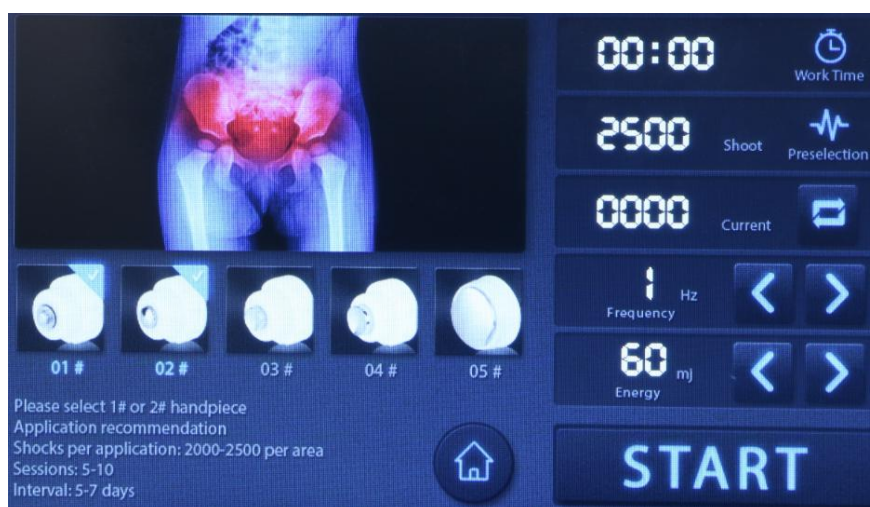 00:00
Work Time
2500 Shoot
Preselection
0000 Current
1 Hz
Frequency
60 mj
Energy
START
01 # 02 # 03 # 04 # 05 #
Please select 1# or 2# handpiece
Application recommendation
Shocks per application: 2000-2500 per area
Sessions: 5-10
Interval: 5-7 days